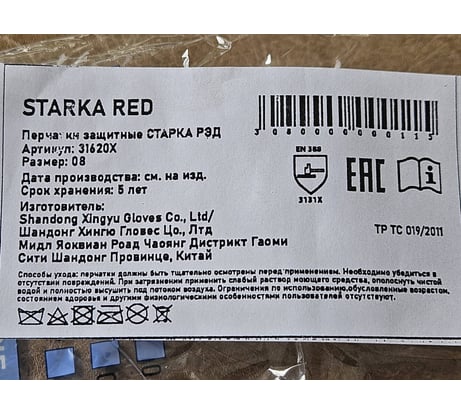 STARKA RED
Перчатки защитные СТАРКА РЭД
Артикул: 31620X
Размер: 08
Дата производства: см. на изд.
Срок хранения: 5 лет
Изготовитель:
Shandong Xingyu Gloves Co., Ltd/
Шандонг Хингю Гловес Цо., Лтд
Мидл Яоквиан Роад Чаоянг Дистрикт Гаоми
Сити Шандонг Провинце, Китай
3080000000115
EN 388
3131X
EAC
i
ТР ТС 019/2011
Способы ухода: перчатки должны быть тщательно осмотрены перед применением. Необходимо убедиться в
отсутствии повреждений. При загрязнении применить слабый раствор моющего средства, ополоснуть чистой
водой и полностью высушить под потоком воздуха. Ограничения по использованию, обусловленные возрастом,
состоянием здоровья и другими физиологическими особенностями пользователей отсутствуют.